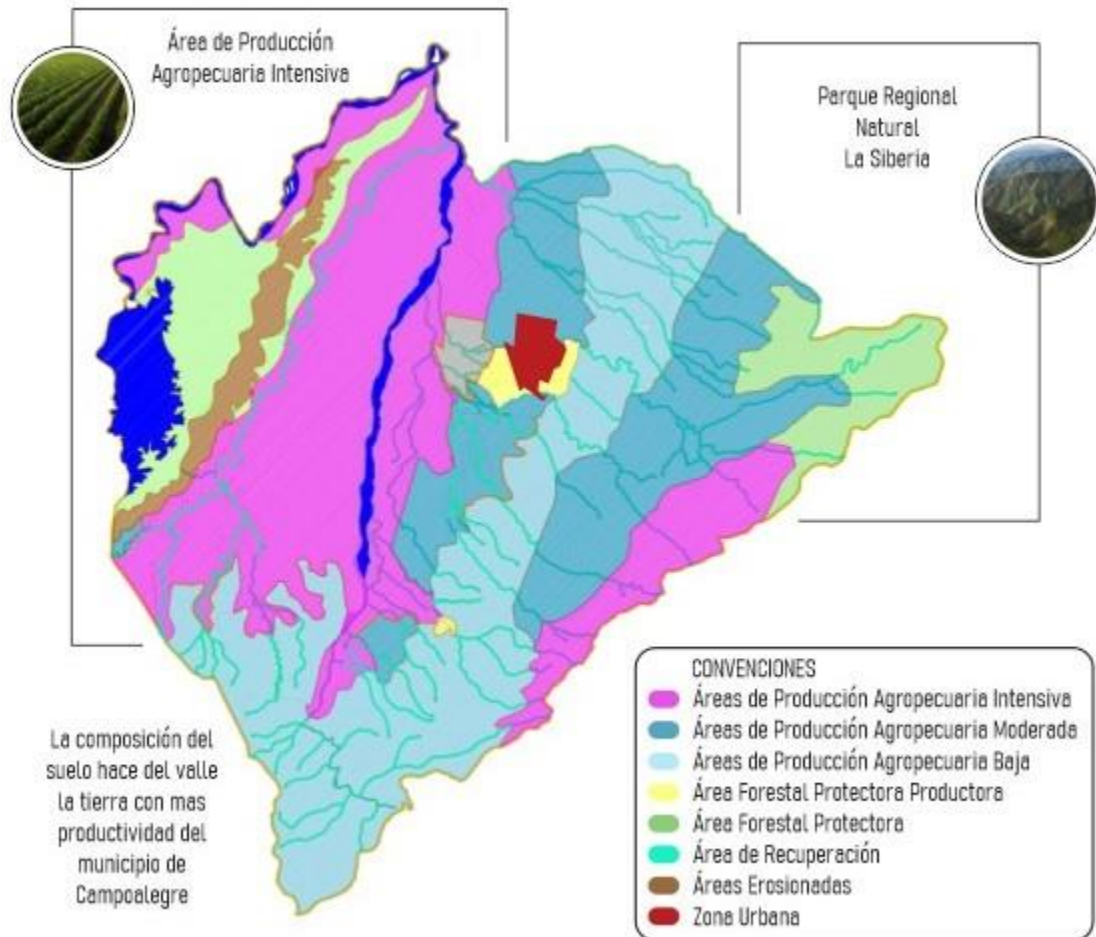 Área de Producción
Agropecuaria Intensiva
Parque Regional
Natural
La Siberia
La composición del
suelo hace del valle
la tierra con mas
productividad del
municipio de
Campoalegre
CONVENCIONES
Áreas de Producción Agropecuaria Intensiva
Áreas de Producción Agropecuaria Moderada
Áreas de Producción Agropecuaria Baja
Área Forestal Protectora Productora
Área Forestal Protectora
Área de Recuperación
Áreas Erosionadas
Zona Urbana